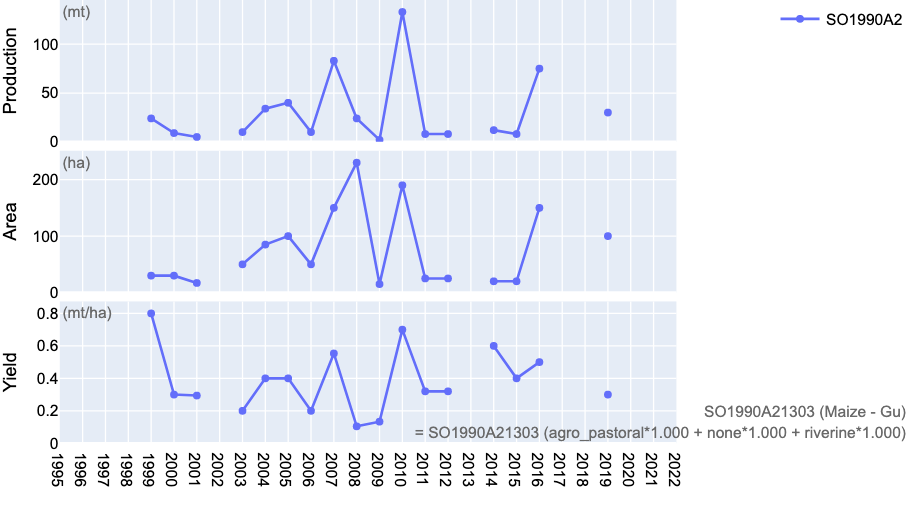 (mt)
SO1990A2
Production
100
50
0
(ha)
Area
200
100
0
(mt/ha)
Yield
0.8
0.6
0.4
0.2
0
SO1990A21303 (Maize - Gu)
= SO1990A21303 (agro_pastoral*1.000 + none*1.000 + riverine*1.000)
1995 1996 1997 1998 1999 2000 2001 2002 2003 2004 2005 2006 2007 2008 2009 2010 2011 2012 2013 2014 2015 2016 2017 2018 2019 2020 2021 2022